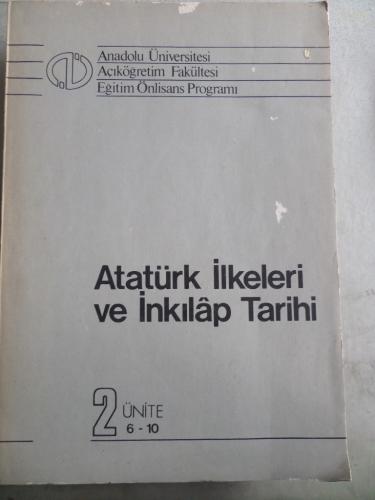 Anadolu Üniversitesi
Açıköğretim Fakültesi
Eğitim Önlisans Programı
Atatürk İlkeleri
ve İnkılâp Tarihi
2 ÜNİTE
6 - 10